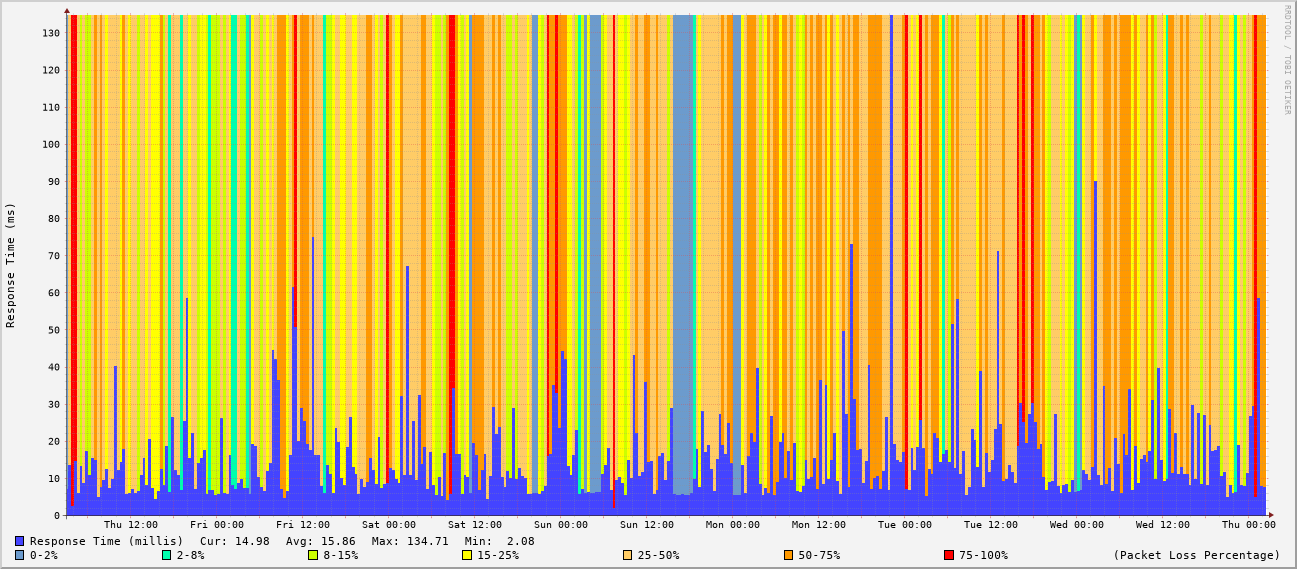 RRDTOOL / TOBI OETIKER
Response Time (ms)
130
120
110
100
90
80
70
60
50
40
30
20
10
0
Thu 12:00 Fri 00:00 Fri 12:00 Sat 00:00 Sat 12:00 Sun 00:00 Sun 12:00 Mon 00:00 Mon 12:00 Tue 00:00 Tue 12:00 Wed 00:00 Wed 12:00 Thu 00:00
Response Time (millis) Cur: 14.98 Avg: 15.86 Max: 134.71 Min: 2.08
0-2% 2-8% 8-15% 15-25% 25-50% 50-75% 75-100% (Packet Loss Percentage)